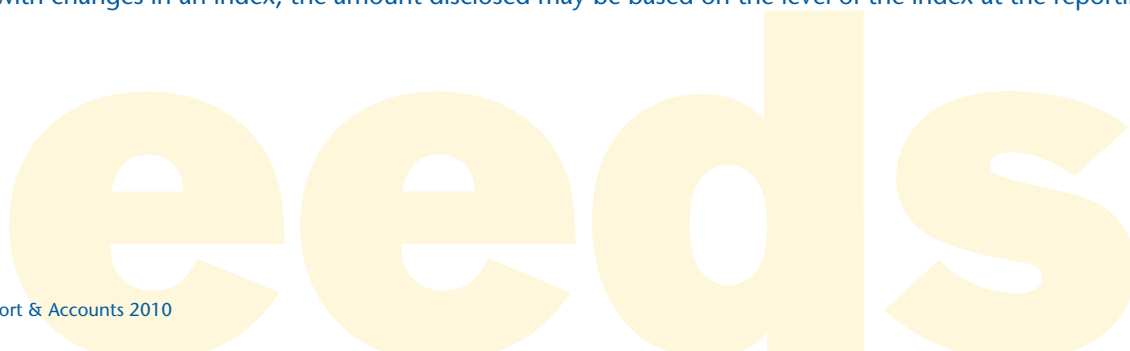 with changes in an index, the amount disclosed may be based on the level of the index at the
eeds
ort & Accounts 2010